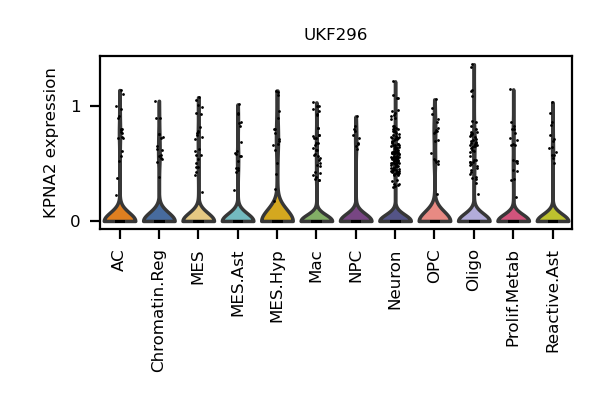 UKF296
KPNA2 expression
1
0
AC
Chromatin.Reg
MES
MES.Ast
MES.Hyp
Mac
NPC
Neuron
OPC
Oligo
Prolif.Metab
Reactive.Ast